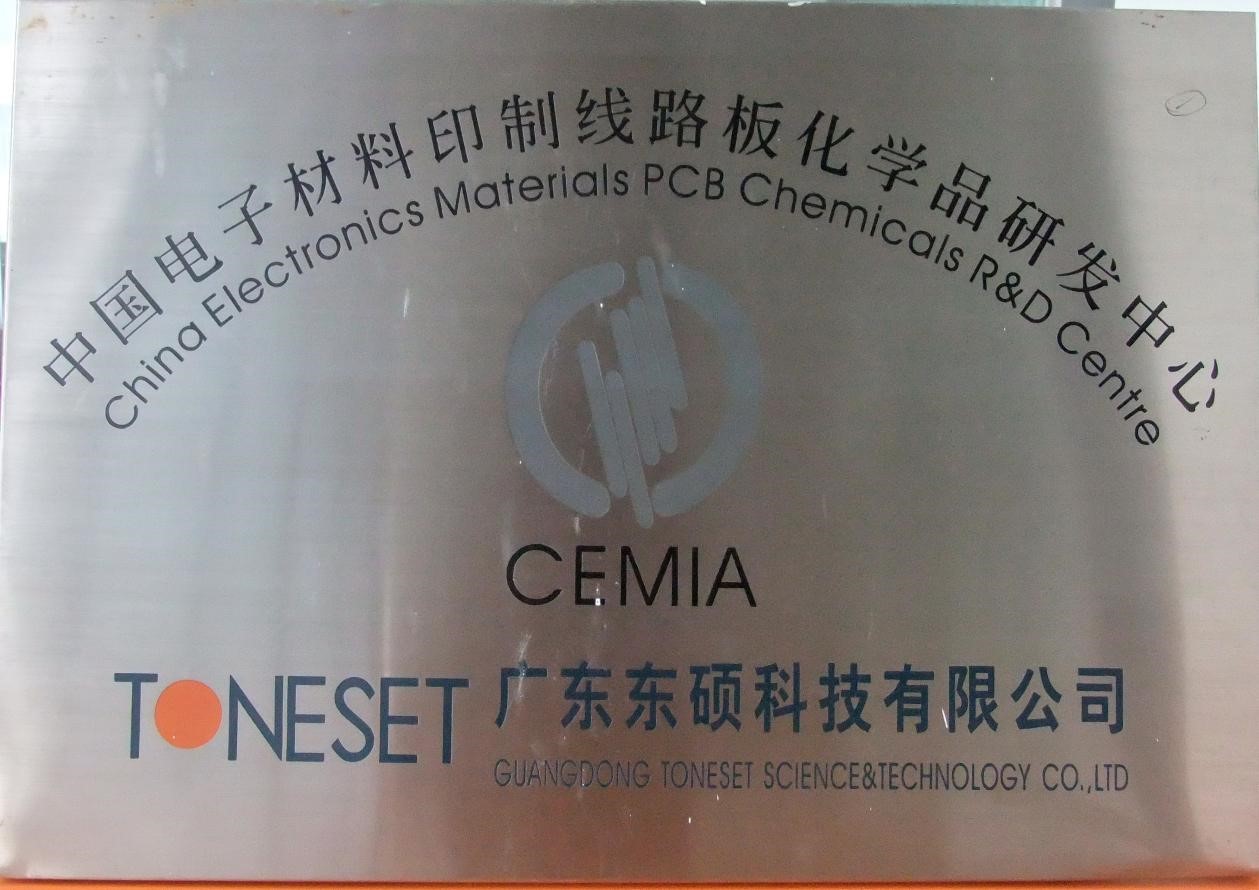 中国电子材料印制线路板化学品研发中心
China Electronics Materials PCB Chemicals R&D Centre
CEMIA
TONESET 广东东硕科技有限公司
GUANGDONG TONESET SCIENCE&TECHNOLOGY CO.,LTD